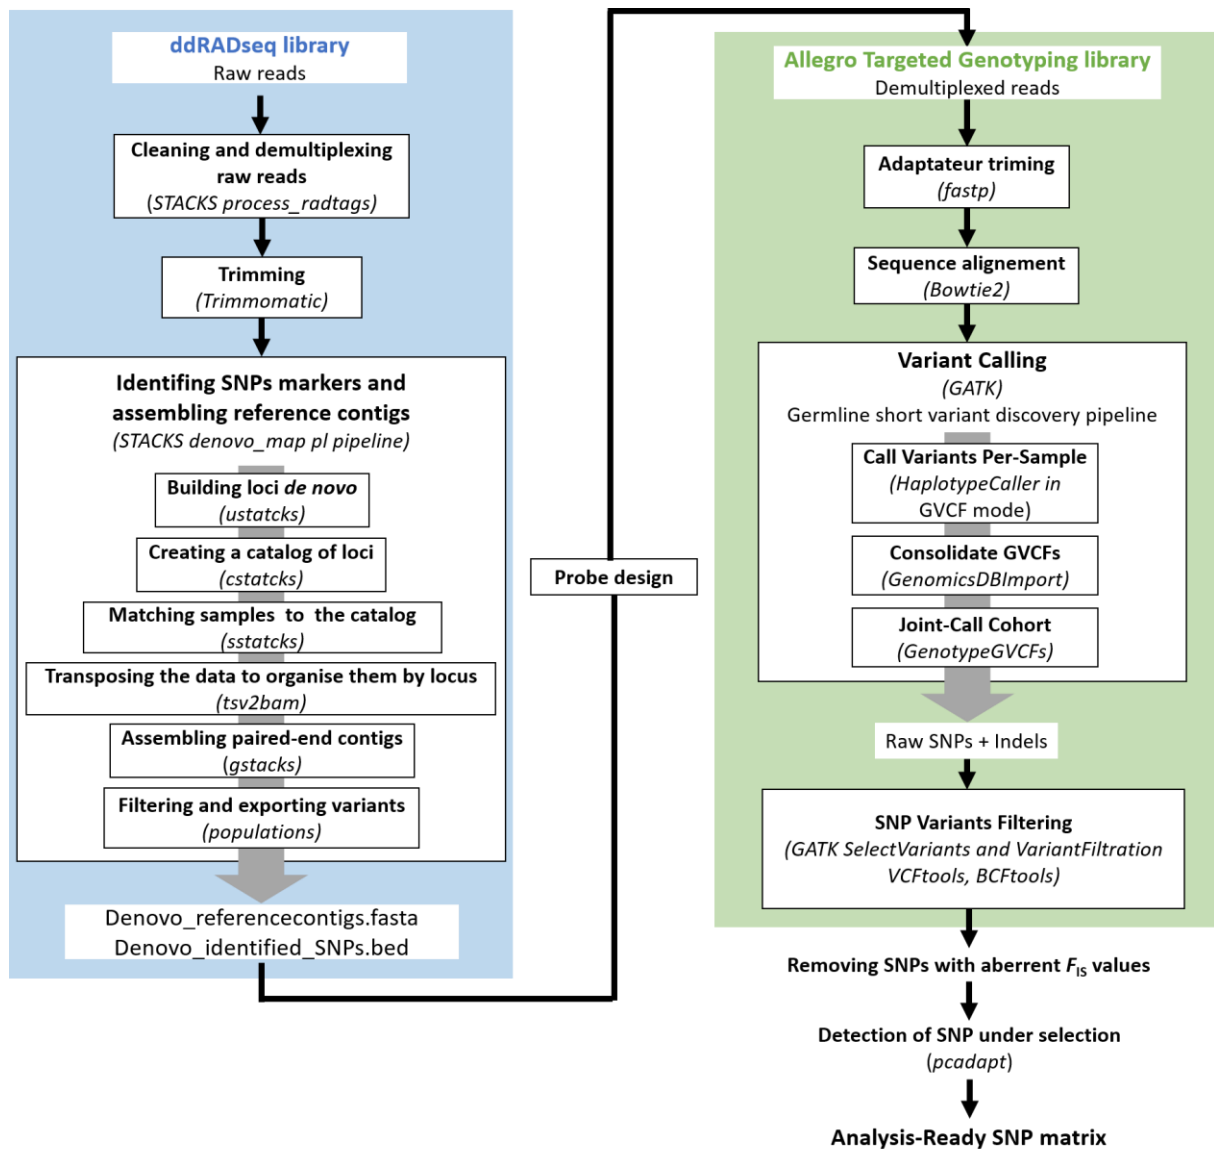 ddRADseq library
Raw reads
Cleaning and demultiplexing
raw reads
(STACKS process_radtags)
Trimming
(Trimmomatic)
Identifing SNPs markers and
assembling reference contigs
(STACKS denovo_map pl pipeline)
Building loci de novo
(ustatcks)
Creating a catalog of loci
(cstatcks)
Matching samples to the catalog
(sstatcks)
Transposing the data to organise them by locus
(tsv2bam)
Assembling paired-end contigs
(gstacks)
Filtering and exporting variants
(populations)
Denovo_referencecontigs.fasta
Denovo_identified_SNPs.bed
Probe design
Allegro Targeted Genotyping library
Demultiplexed reads
Adaptateur triming
(fastp)
Sequence alignement
(Bowtie2)
Variant Calling
(GATK)
Germline short variant discovery pipeline
Call Variants Per-Sample
(HaplotypeCaller in
GVCF mode)
Consolidate GVCFs
(GenomicsDBImport)
Joint-Call Cohort
(GenotypeGVCFs)
Raw SNPs + Indels
SNP Variants Filtering
(GATK SelectVariants and VariantFiltration
VCFtools, BCFtools)
Removing SNPs with aberrent FIS values
Detection of SNP under selection
(pcadapt)
Analysis-Ready SNP matrix